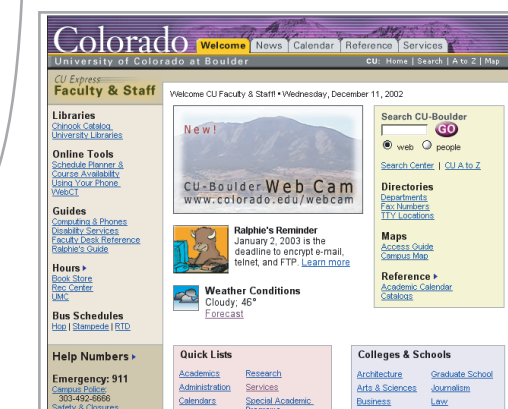 Colorado
Welcome News Calendar Reference Services
University of Colorado at Boulder
CU: Home | Search | A to Z | Map
CU Express
Faculty & Staff
Welcome CU Faculty & Staff! • Wednesday, December 11, 2002
Libraries
Chinook Catalog
University Libraries
Online Tools
Schedule Planner &
Course Availability
Using Your Phone
WebCT
Guides
Computing & Phones
Disability Services
Faculty Desk Reference
Ralphie's Guide
Hours
Book Store
Rec Center
UMC
Bus Schedules
Hop | Stampede | RTD
Help Numbers
Emergency: 911
Campus Police:
303-492-6666
Safety & Closures
New!
CU-Boulder Web Cam
www.colorado.edu/webcam
Ralphie's Reminder
January 2, 2003 is the
deadline to encrypt e-mail,
telnet, and FTP. Learn more
Weather Conditions
Cloudy; 46°
Forecast
Search CU-Boulder
GO
web people
Search Center | CU A to Z
Directories
Departments
Fax Numbers
TTY Locations
Maps
Access Guide
Campus Map
Reference
Academic Calendar
Catalogs
Quick Lists
Academics Research
Administration Services
Calendars Special Academic
Programs
Colleges & Schools
Architecture Graduate School
Arts & Sciences Journalism
Business Law